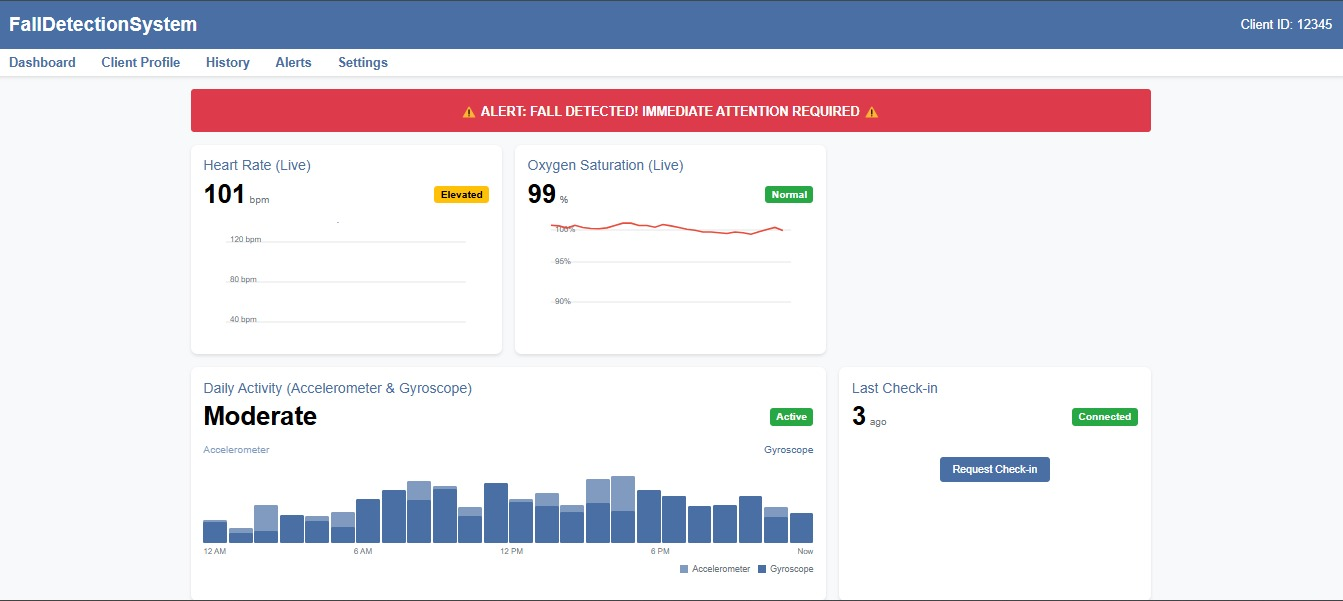 FallDetectionSystem
Client ID: 12345
Dashboard Client Profile History Alerts Settings
⚠ ALERT: FALL DETECTED! IMMEDIATE ATTENTION REQUIRED ⚠
Heart Rate (Live)
101 bpm
Elevated
120 bpm
80 bpm
40 bpm
Oxygen Saturation (Live)
99 %
Normal
100%
95%
90%
Daily Activity (Accelerometer & Gyroscope)
Moderate
Active
Accelerometer
Gyroscope
12 AM 6 AM 12 PM 6 PM Now
Accelerometer Gyroscope
Last Check-in
3 ago
Connected
Request Check-in